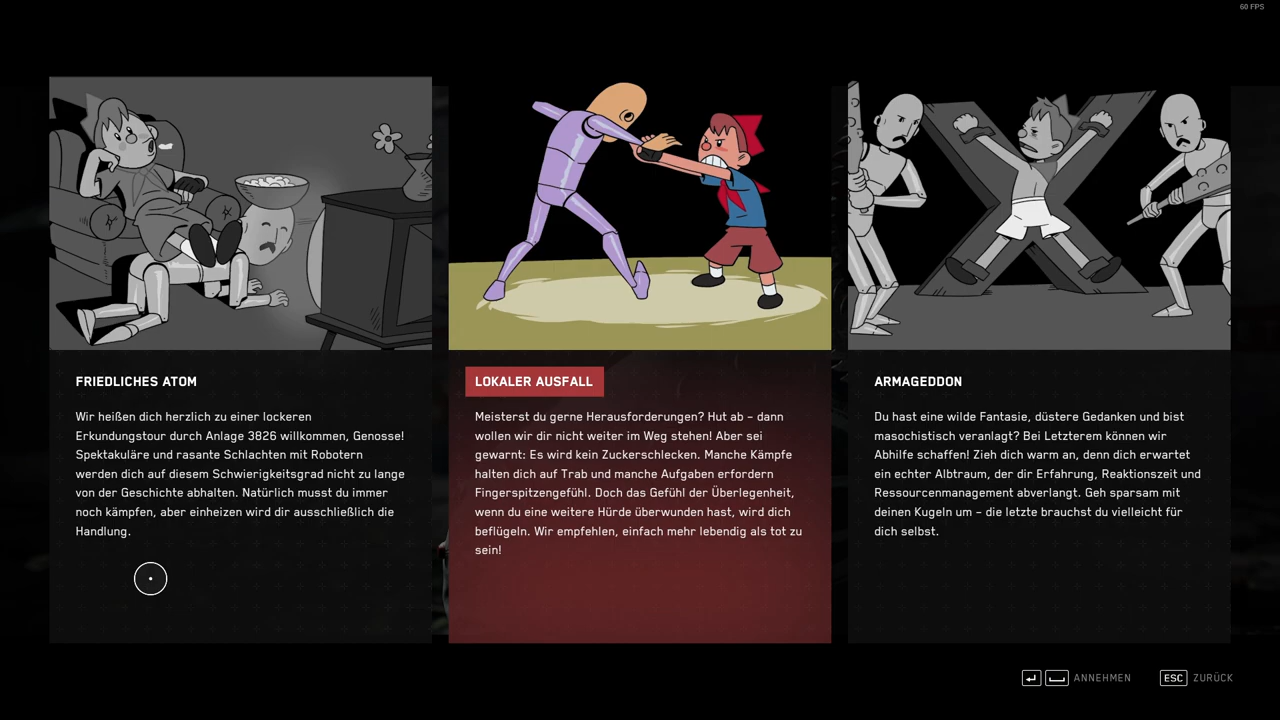 60 FPS
FRIEDLICHES ATOM
Wir heißen dich herzlich zu einer lockeren
Erkundungstour durch Anlage 3826 willkommen, Genosse!
Spektakuläre und rasante Schlachten mit Robotern
werden dich auf diesem Schwierigkeitsgrad nicht zu lange
von der Geschichte abhalten. Natürlich musst du immer
noch kämpfen, aber einheizen wird dir ausschließlich die
Handlung.
LOKALER AUSFALL
Meisterst du gerne Herausforderungen? Hut ab – dann
wollen wir dir nicht weiter im Weg stehen! Aber sei
gewarnt: Es wird kein Zuckerschlecken. Manche Kämpfe
halten dich auf Trab und manche Aufgaben erfordern
Fingerspitzengefühl. Doch das Gefühl der Überlegenheit,
wenn du eine weitere Hürde überwunden hast, wird dich
beflügeln. Wir empfehlen, einfach mehr lebendig als tot zu
sein!
ARMAGEDDON
Du hast eine wilde Fantasie, düstere Gedanken und bist
masochistisch veranlagt? Bei Letzterem können wir
Abhilfe schaffen! Zieh dich warm an, denn dich erwartet
ein echter Albtraum, der dir Erfahrung, Reaktionszeit und
Ressourcenmanagement abverlangt. Geh sparsam mit
deinen Kugeln um – die letzte brauchst du vielleicht für
dich selbst.
ANNEHMEN
ESC ZURÜCK